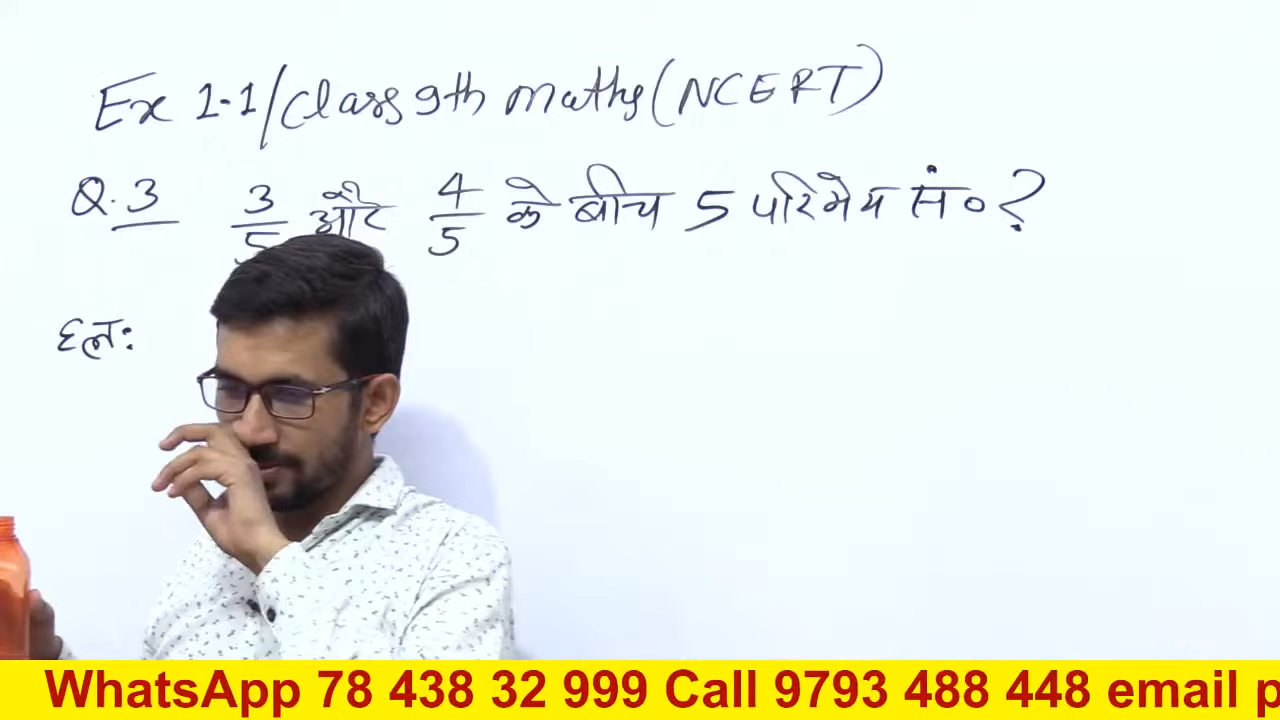 Ex 1.1/Class 9th maths (NCERT)
Q.3 3/5 और 4/5 के बीच 5 परिमेय सं० ?
हल:
WhatsApp 78 438 32 999 Call 9793 488 448 email p